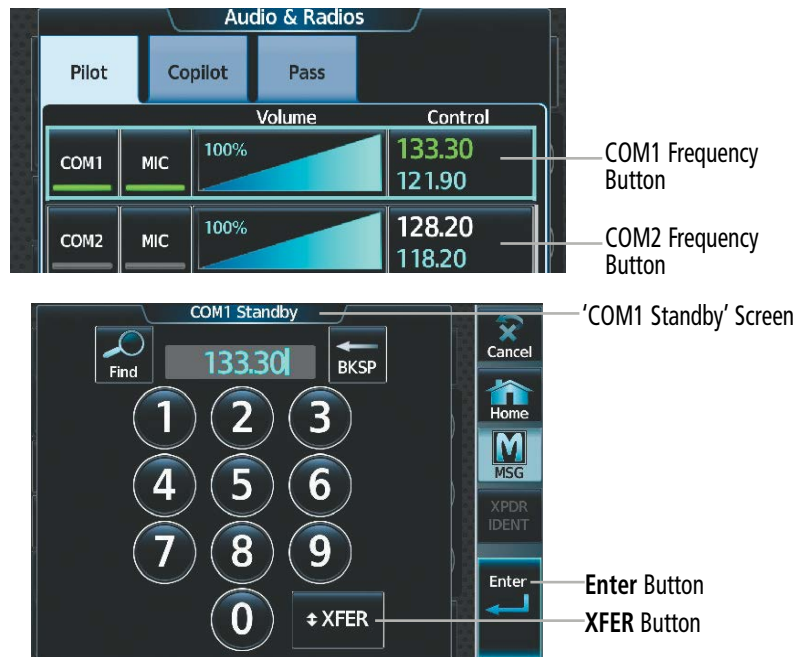 Audio & Radios
Pilot
Copilot
Pass
Volume
Control
COM1
MIC
100%
133.30
121.90
COM1 Frequency
Button
COM2
MIC
100%
128.20
118.20
COM2 Frequency
Button
COM1 Standby
'COM1 Standby' Screen
Find
133.30
BKSP
Cancel
1
2
3
Home
4
5
6
MSG
XPDR
IDENT
7
8
9
Enter
Enter Button
0
XFER
XFER Button